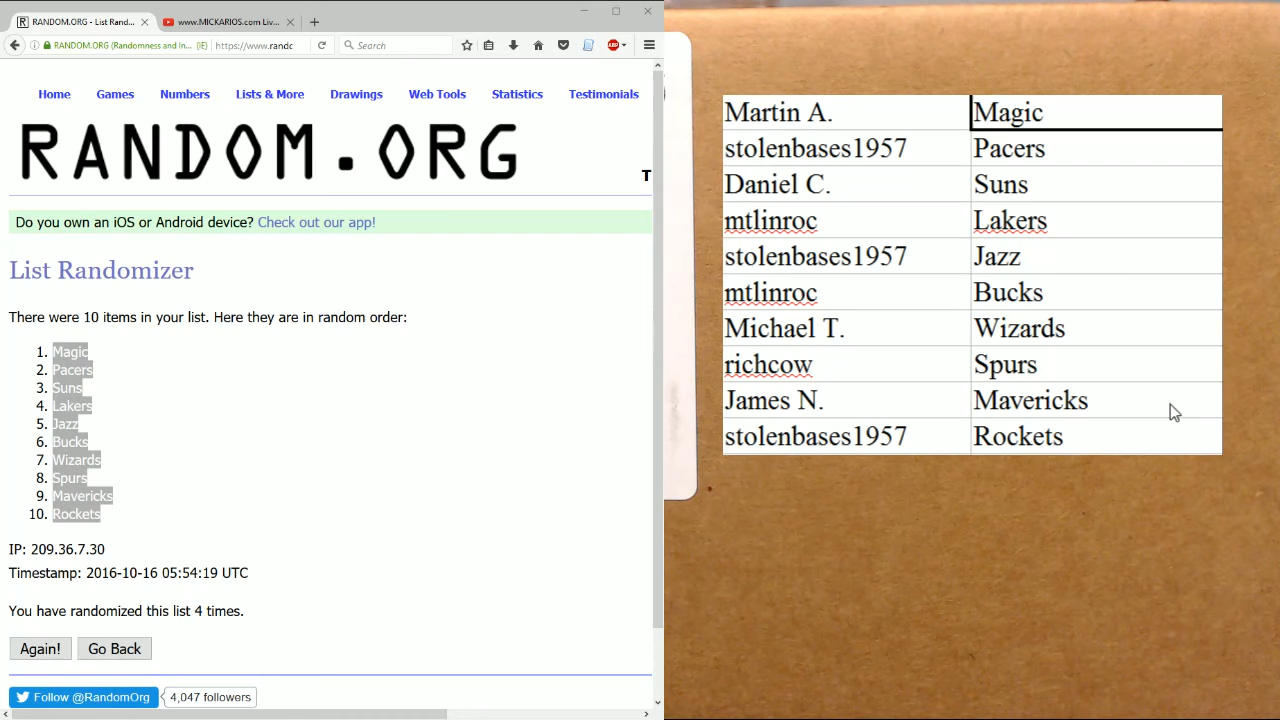 RANDOM.ORG - List Rand...
www.MICKARIOS.com Liv...
RANDOM.ORG (Randomness and In... (IE)
https://www.randc
Search
ABP
Home Games Numbers Lists & More Drawings Web Tools Statistics Testimonials
RANDOM.ORG
T
Do you own an iOS or Android device? Check out our app!
List Randomizer
There were 10 items in your list. Here they are in random order:
1. Magic
2. Pacers
3. Suns
4. Lakers
5. Jazz
6. Bucks
7. Wizards
8. Spurs
9. Mavericks
10. Rockets
IP: 209.36.7.30
Timestamp: 2016-10-16 05:54:19 UTC
You have randomized this list 4 times.
Again! Go Back
Follow @RandomOrg 4,047 followers
Martin A. Magic
stolenbases1957 Pacers
Daniel C. Suns
mtlinroc Lakers
stolenbases1957 Jazz
mtlinroc Bucks
Michael T. Wizards
richcow Spurs
James N. Mavericks
stolenbases1957 Rockets